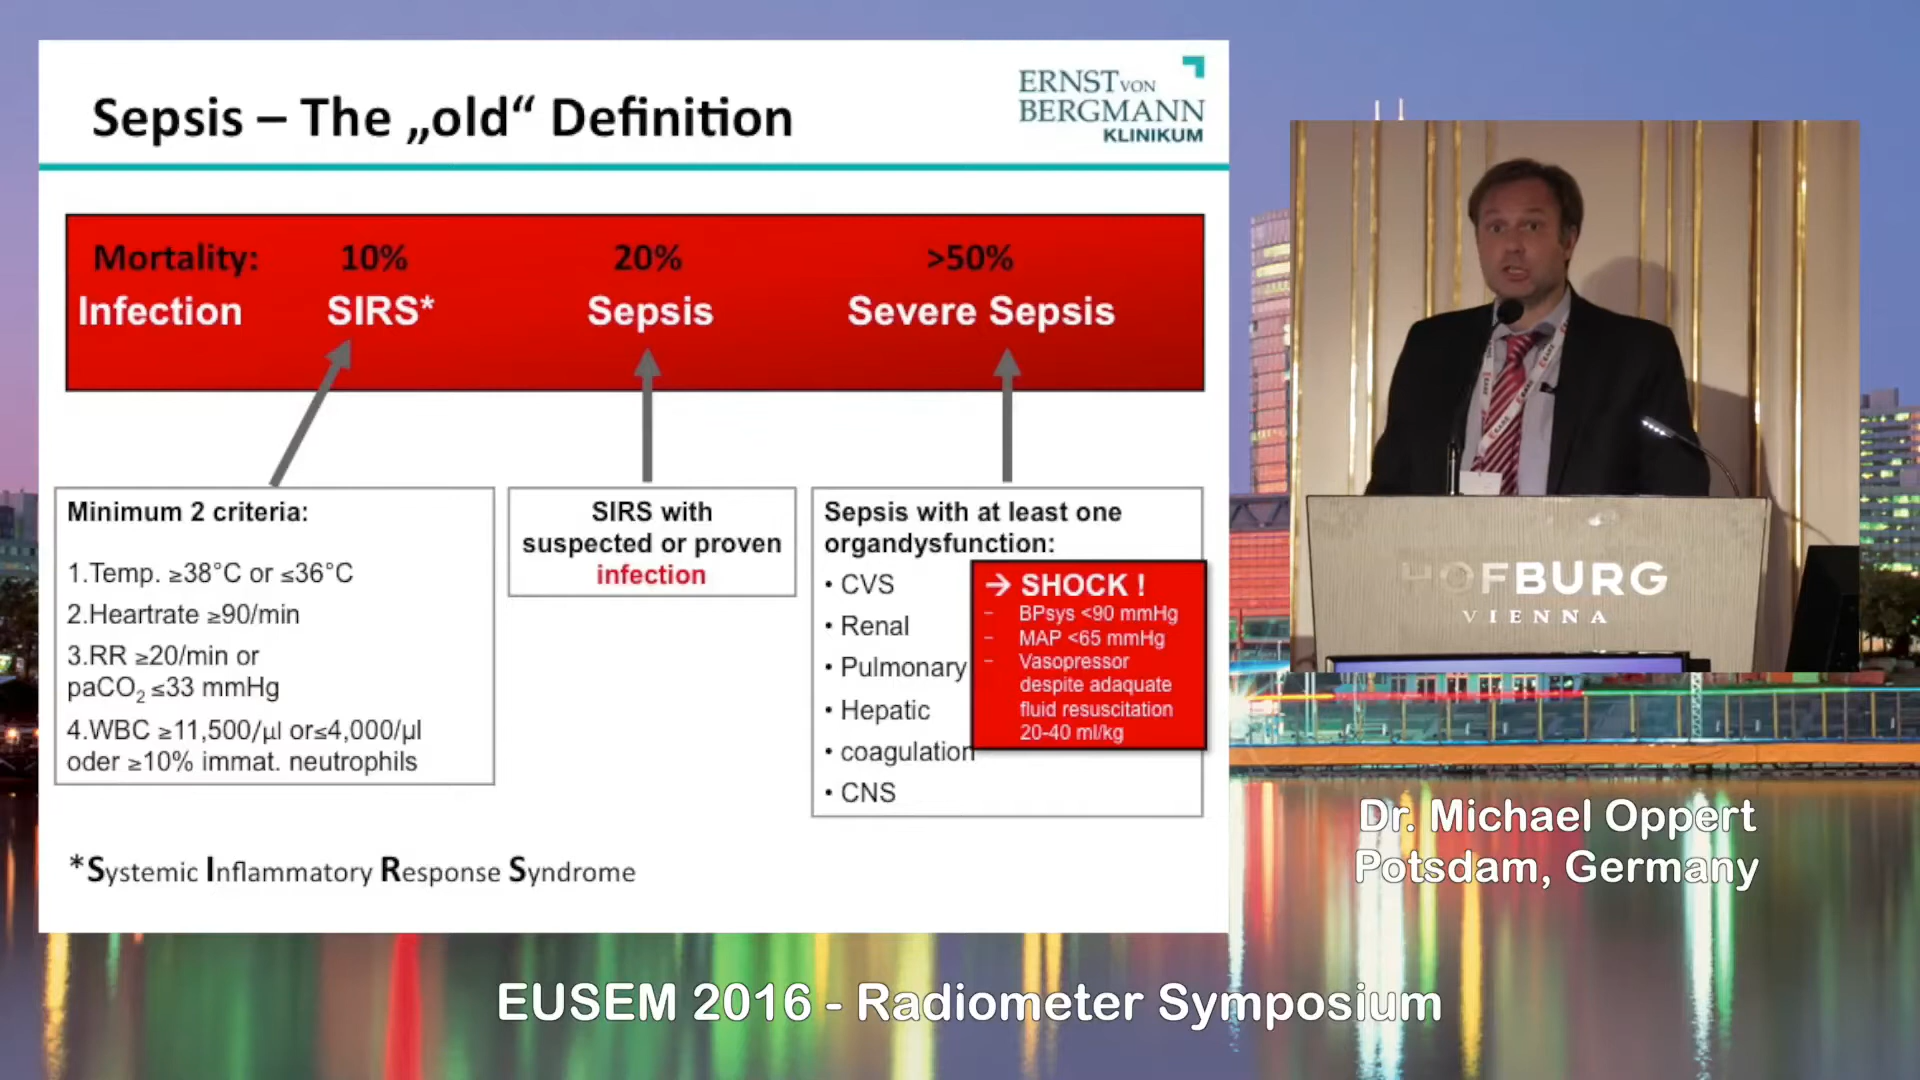 Sepsis – The „old“ Definition
ERNST VON
BERGMANN
KLINIKUM
Mortality: 10% 20% >50%
Infection SIRS* Sepsis Severe Sepsis
Minimum 2 criteria:
1.Temp. ≥38°C or ≤36°C
2.Heartrate ≥90/min
3.RR ≥20/min or
paCO₂ ≤33 mmHg
4.WBC ≥11,500/µl or≤4,000/µl
oder ≥10% immat. neutrophils
SIRS with
suspected or proven
infection
Sepsis with at least one
organdysfunction:
• CVS
• Renal
• Pulmonary
• Hepatic
• coagulation
• CNS
→ SHOCK !
– BPsys <90 mmHg
– MAP <65 mmHg
– Vasopressor
despite adaquate
fluid resuscitation
20-40 ml/kg
*Systemic Inflammatory Response Syndrome
HOFBURG
VIENNA
Dr. Michael Oppert
Potsdam, Germany
EUSEM 2016 - Radiometer Symposium